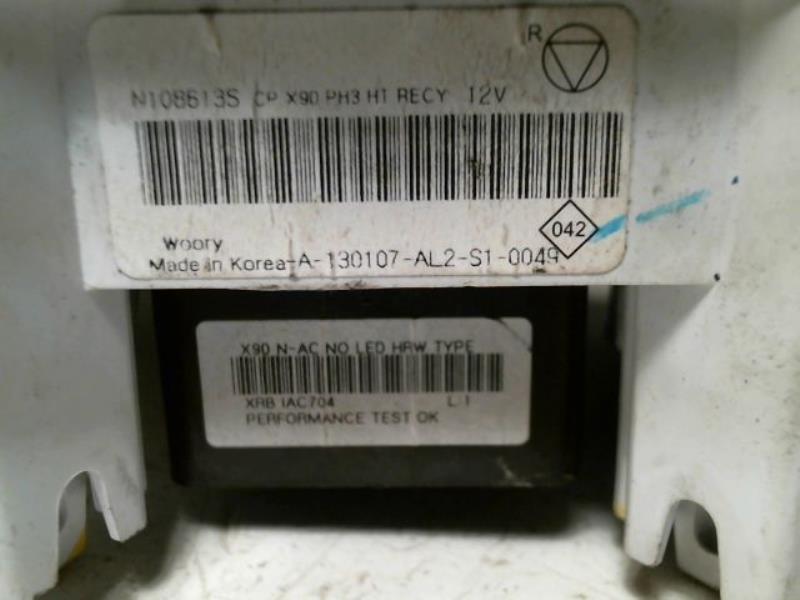 R
N108613S CP X90 PH3 H1 RECY 12V
042
Woory
Made in Korea-A-130107-AL2-S1-0049
X90 N-AC NO LED HRW TYPE
XRB IAC704 L.1
PERFORMANCE TEST OK